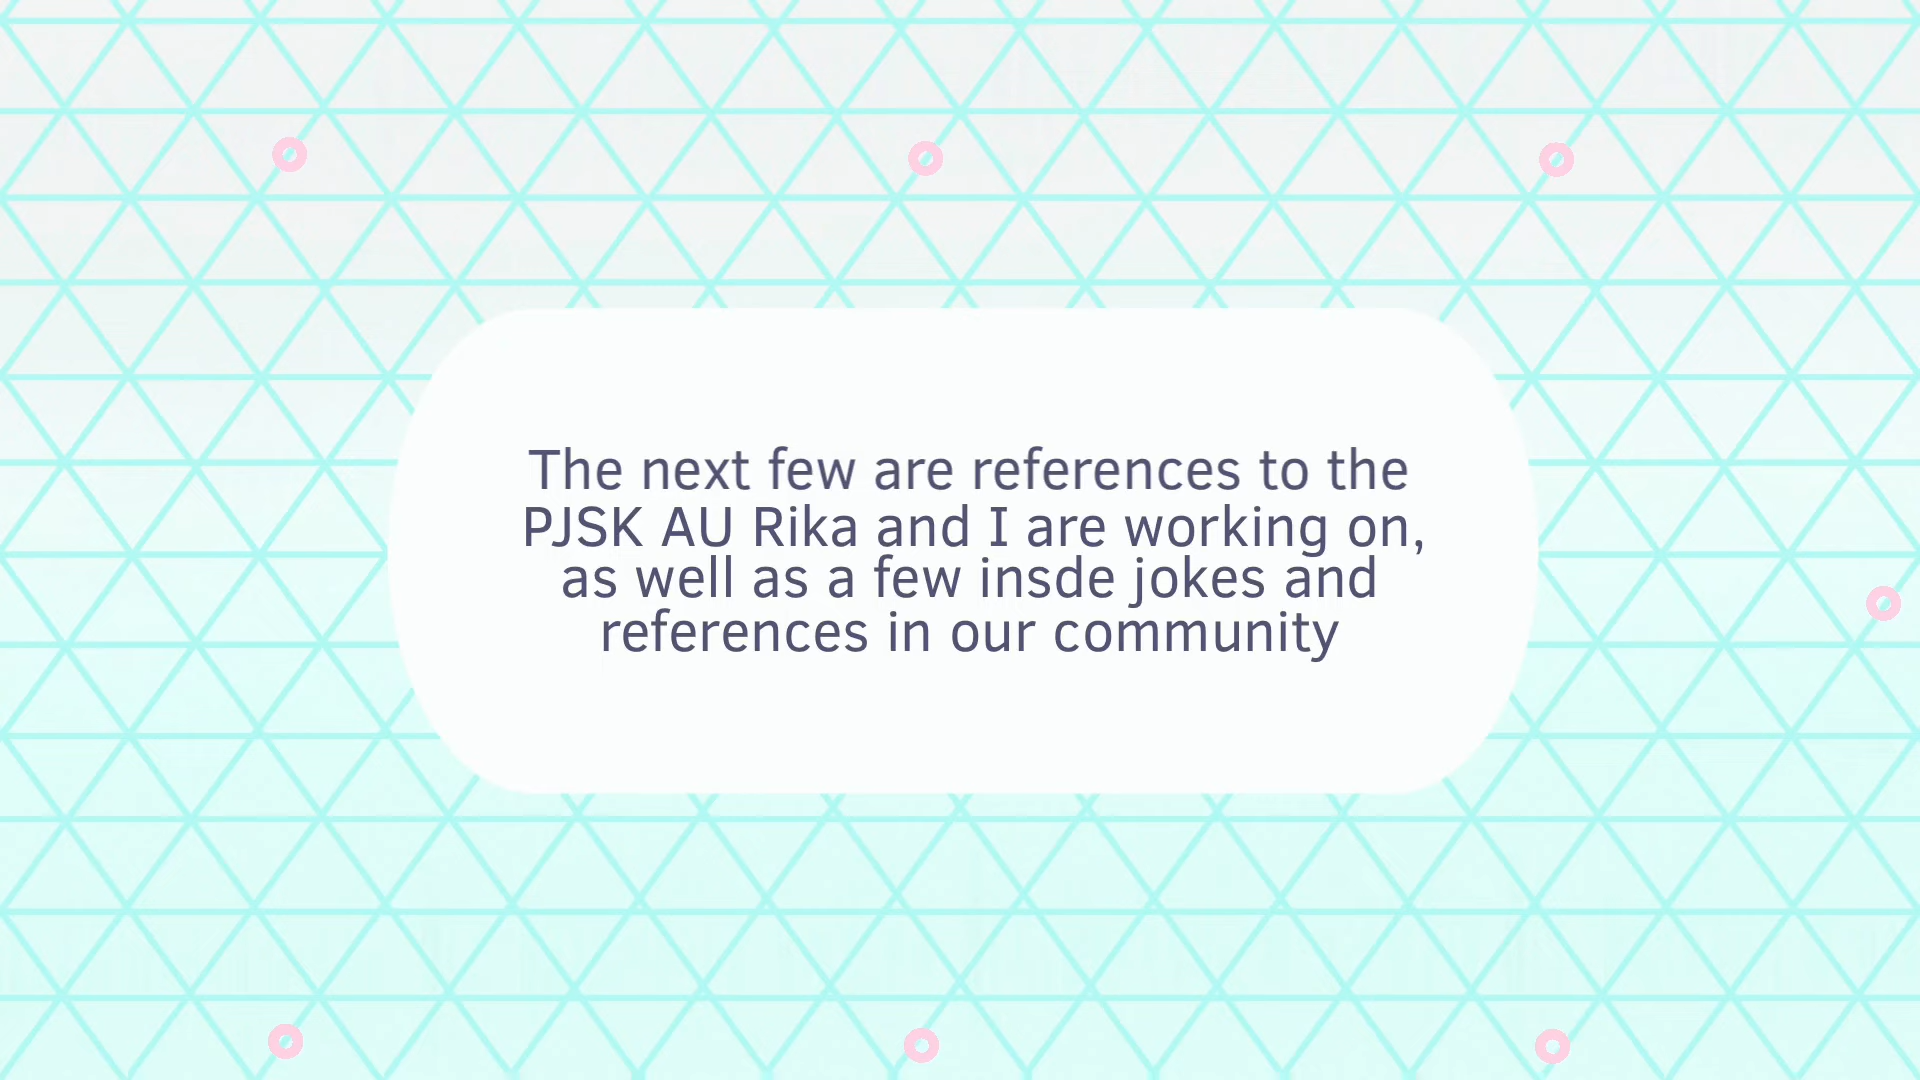 The next few are references to the
PJSK AU Rika and I are working on,
as well as a few insde jokes and
references in our community